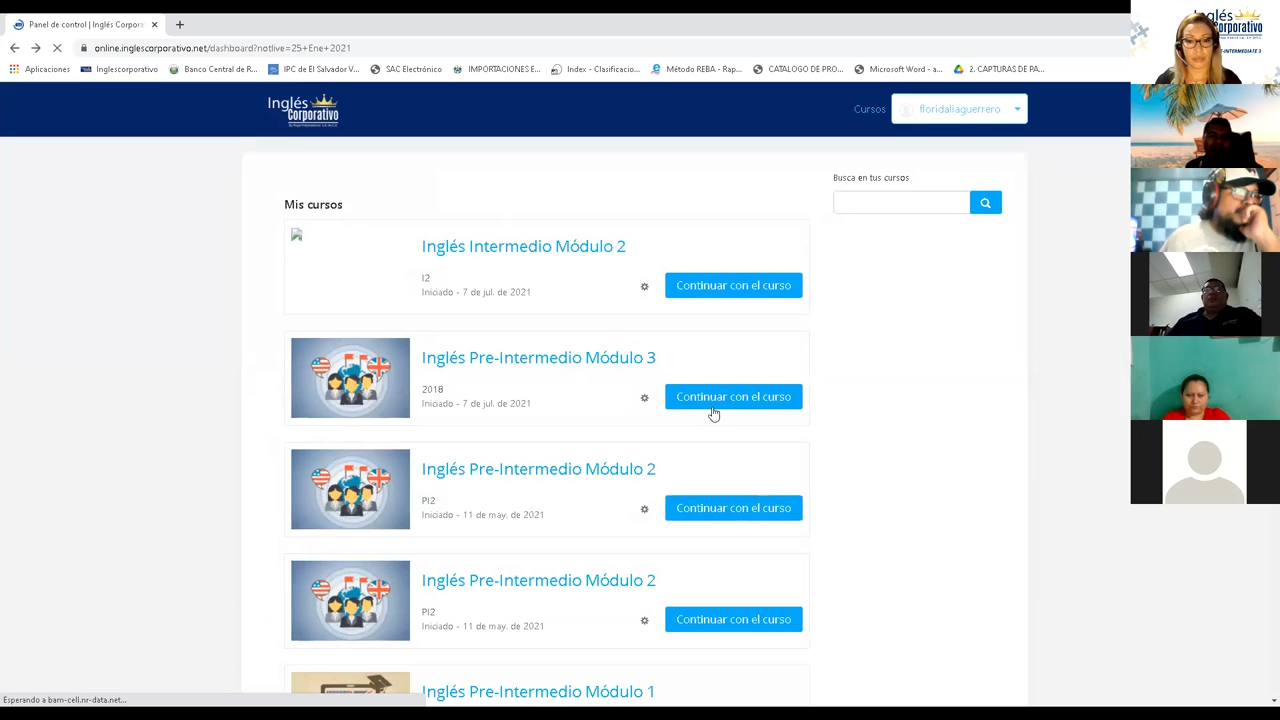 Panel de control | Inglés Corpora
online.inglescorporativo.net/dashboard?notlive=25+Ene+2021
Aplicaciones
Inglescorporativo
Banco Central de R...
IPC de El Salvador V...
SAC Electrónico
IMPORTACIONES E...
Index - Clasificacio...
Método REBA - Rap...
CATALOGO DE PRO...
Microsoft Word - a...
2. CAPTURAS DE PA...
Inglés
Corporativo
Cursos
floridaliaguerrero
Busca en tus cursos
Mis cursos
Inglés Intermedio Módulo 2
I2
Iniciado - 7 de jul. de 2021
Continuar con el curso
Inglés Pre-Intermedio Módulo 3
2018
Iniciado - 7 de jul. de 2021
Continuar con el curso
Inglés Pre-Intermedio Módulo 2
PI2
Iniciado - 11 de may. de 2021
Continuar con el curso
Inglés Pre-Intermedio Módulo 2
PI2
Iniciado - 11 de may. de 2021
Continuar con el curso
Inglés Pre-Intermedio Módulo 1
Esperando a bam-cell.nr-data.net...